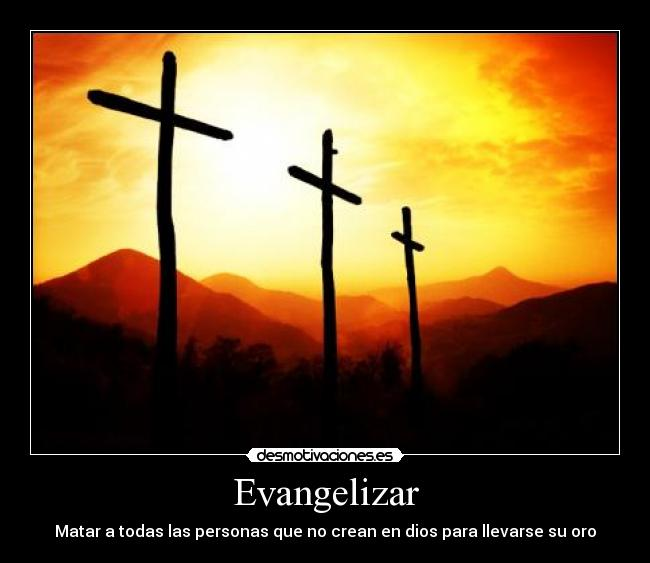 desmotivaciones.es
Evangelizar
Matar a todas las personas que no crean en dios para llevarse su oro